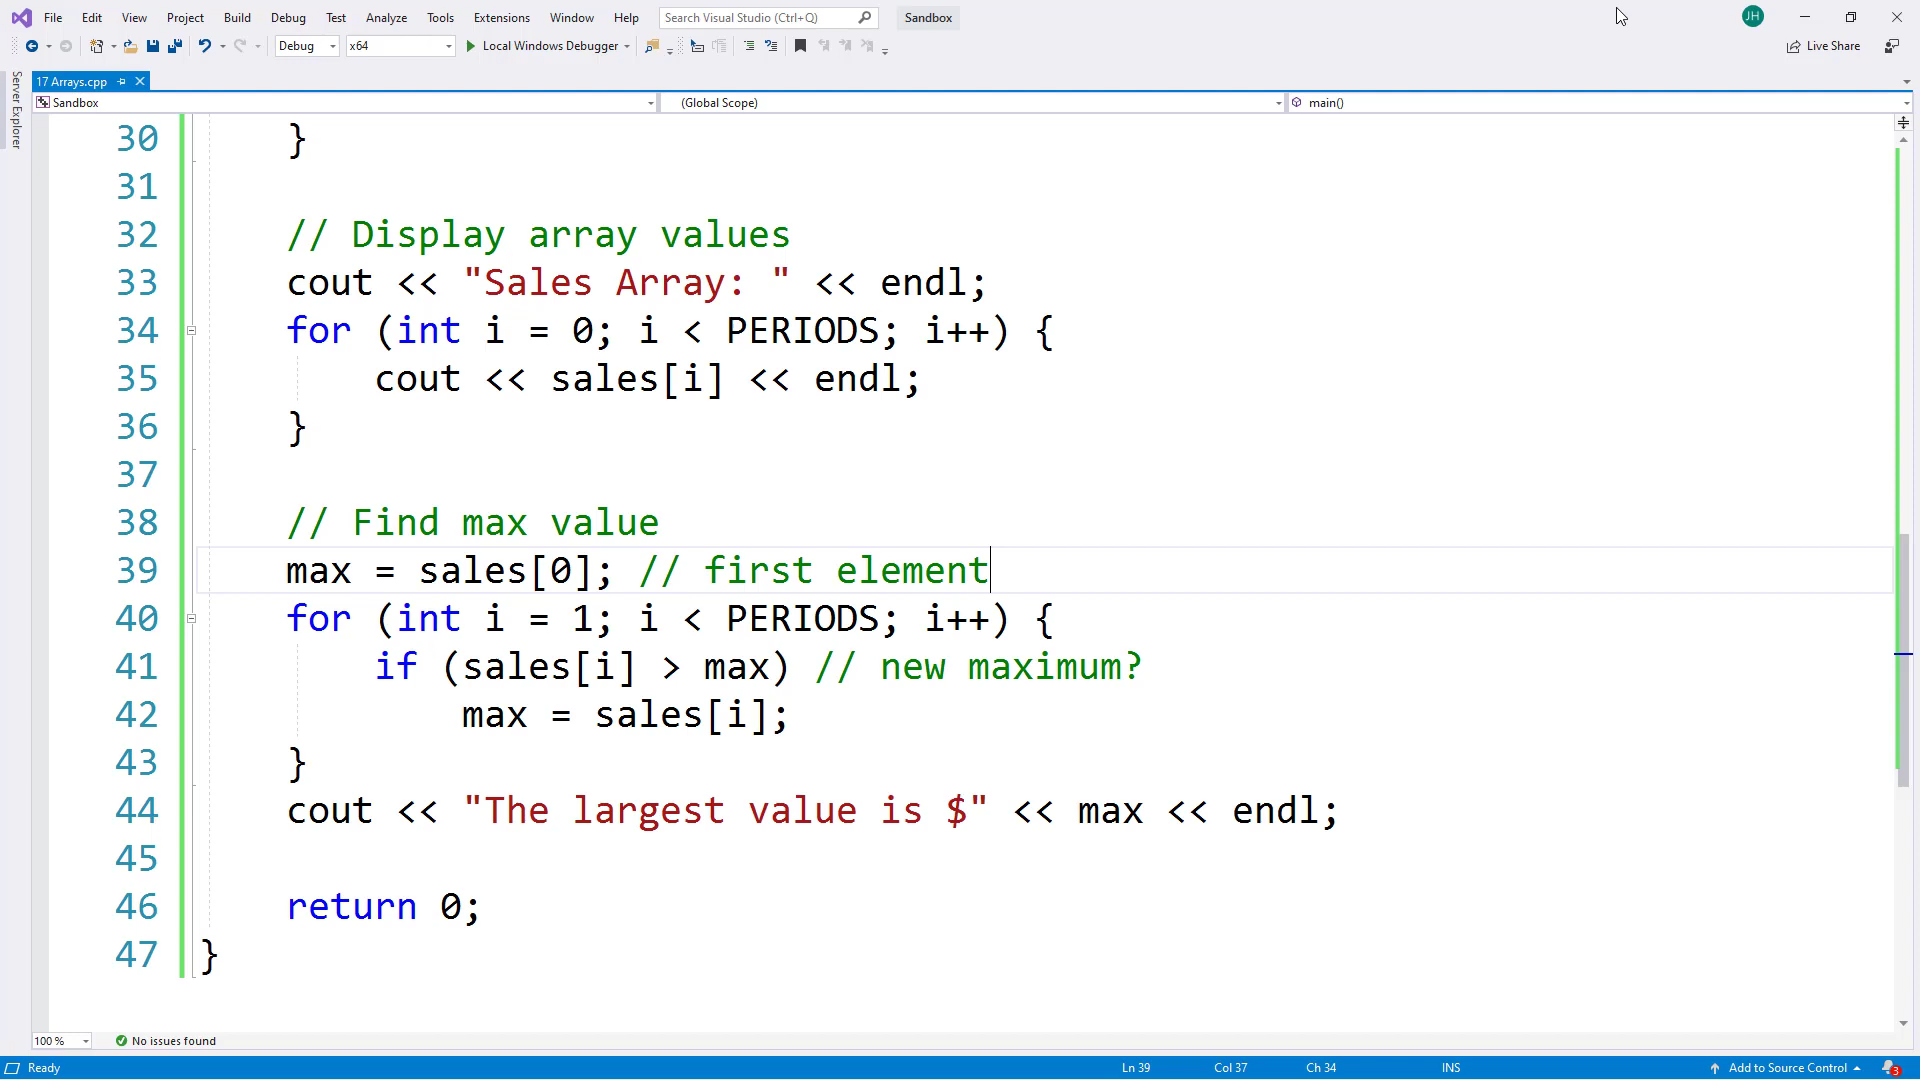 File Edit View Project Build Debug Test Analyze Tools Extensions Window Help Search Visual Studio (Ctrl+Q) Sandbox JH
Debug x64 Local Windows Debugger Live Share
Server Explorer
17 Arrays.cpp
Sandbox (Global Scope) main()
30 }
31
32 // Display array values
33 cout << "Sales Array: " << endl;
34 for (int i = 0; i < PERIODS; i++) {
35 cout << sales[i] << endl;
36 }
37
38 // Find max value
39 max = sales[0]; // first element
40 for (int i = 1; i < PERIODS; i++) {
41 if (sales[i] > max) // new maximum?
42 max = sales[i];
43 }
44 cout << "The largest value is $" << max << endl;
45
46 return 0;
47 }
100 % No issues found
Ready Ln 39 Col 37 Ch 34 INS Add to Source Control 3